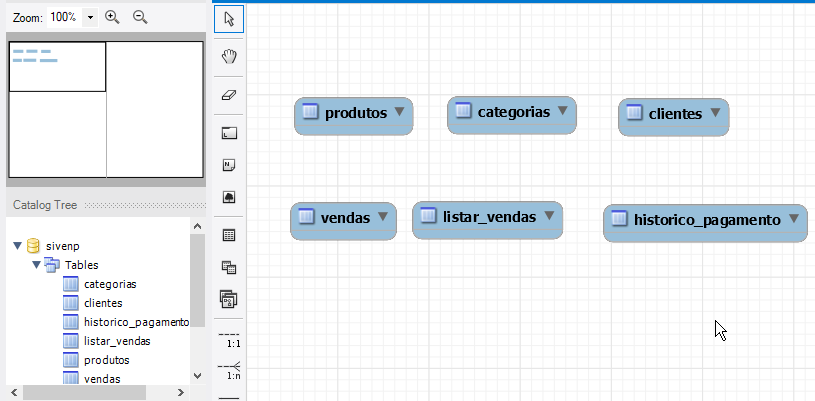 Zoom: 100%
Catalog Tree
sivenp
Tables
categorias
clientes
historico_pagamento
listar_vendas
produtos
vendas
1:1
1:n
produtos
categorias
clientes
vendas
listar_vendas
historico_pagamento